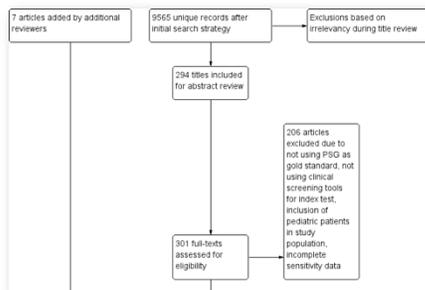 7 articles added by additional
reviewers
9565 unique records after
initial search strategy
Exclusions based on
irrelevancy during title review
294 titles included
for abstract review
206 articles
excluded due to
not using PSG as
gold standard, not
using clinical
screening tools
for index test,
inclusion of
pediatric patients
in study
population,
incomplete
sensitivity data
301 full-texts
assessed for
eligibility